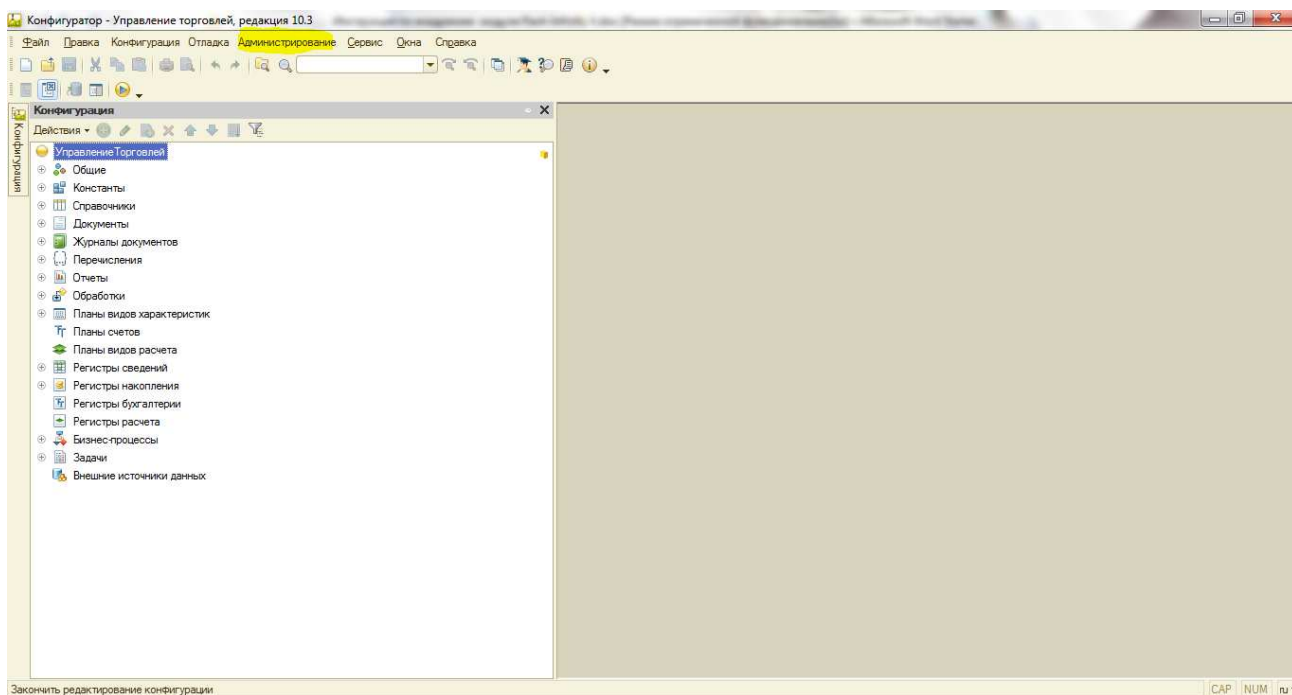 Конфигуратор - Управление торговлей, редакция 10.3
Файл Правка Конфигурация Отладка Администрирование Сервис Окна Справка
Конфигурация
Действия
Конфигурация
УправлениеТорговлей
Общие
Константы
Справочники
Документы
Журналы документов
Перечисления
Отчеты
Обработки
Планы видов характеристик
Планы счетов
Планы видов расчета
Регистры сведений
Регистры накопления
Регистры бухгалтерии
Регистры расчета
Бизнес-процессы
Задачи
Внешние источники данных
Закончить редактирование конфигурации
CAP NUM ru